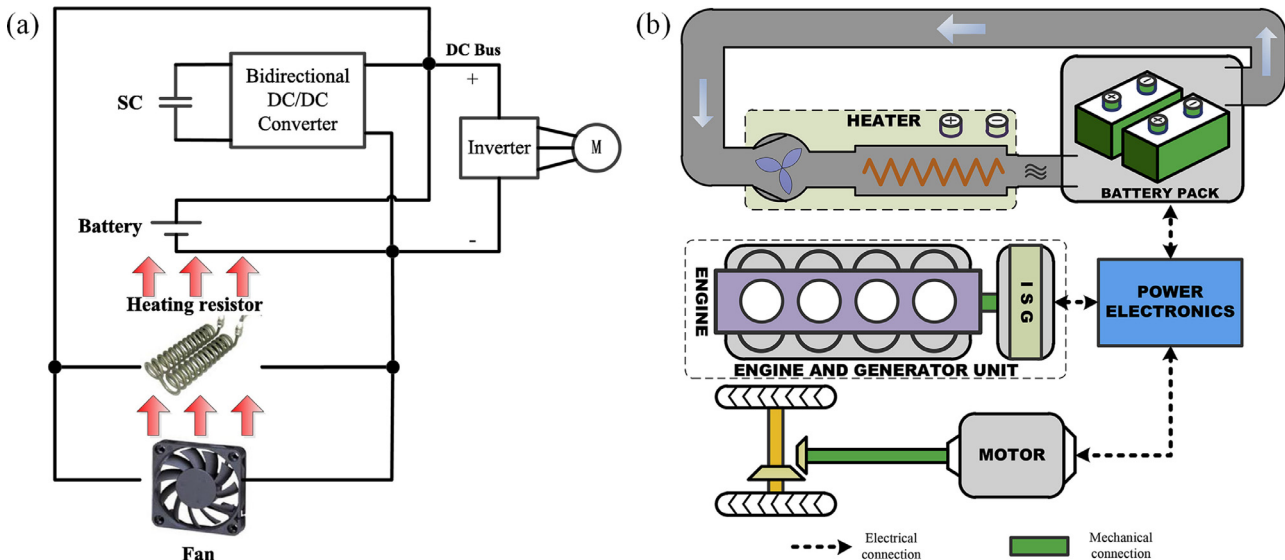 (a)
DC Bus
SC
Bidirectional
DC/DC
Converter
+
Inverter
M
Battery
-
Heating resistor
Fan
(b)
HEATER
+
-
+
-
+
-
BATTERY PACK
ENGINE
I S G
POWER
ELECTRONICS
ENGINE AND GENERATOR UNIT
MOTOR
Electrical
connection
Mechanical
connection